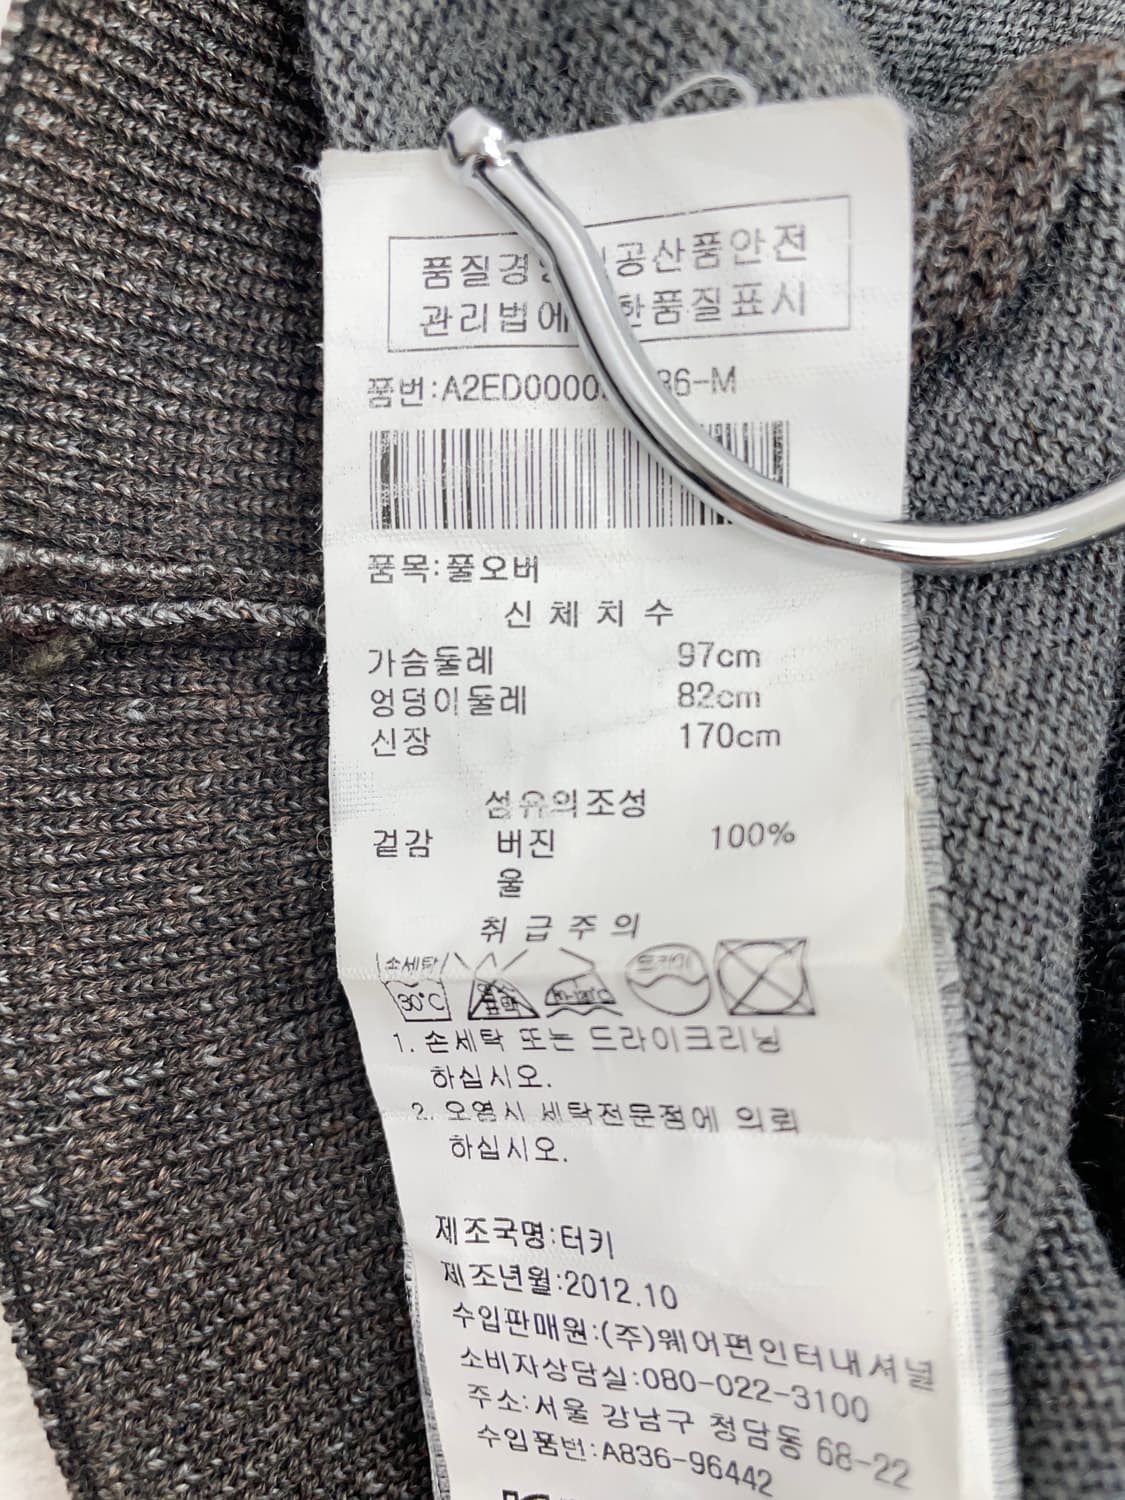 품질경 공산품안전
관리법에 한품질표시
품번:A2ED0000 36-M
품목:풀오버
신체치수
가슴둘레 97cm
엉덩이둘레 82cm
신장 170cm
섬유의조성
겉감 버진 100%
울
취급주의
손세탁 드라이
30°C
1. 손세탁 또는 드라이크리닝
하십시오.
2. 오염시 세탁전문점에 의뢰
하십시오.
제조국명:터키
제조년월:2012.10
수입판매원:(주)웨어펀인터내셔널
소비자상담실:080-022-3100
주소:서울 강남구 청담동 68-22
수입품번:A836-96442